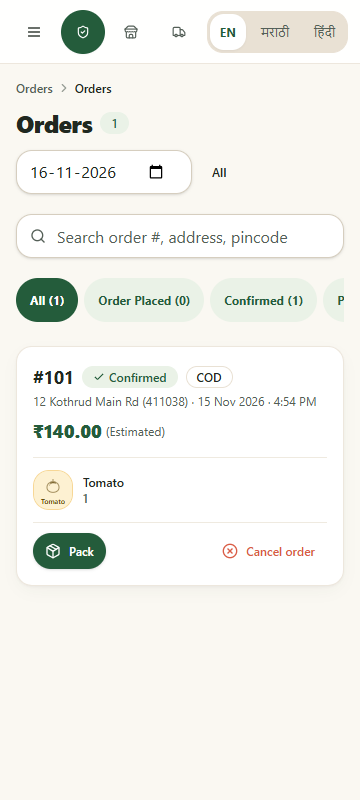 EN मराठी हिंदी
Orders > Orders
Orders 1
16-11-2026 All
Search order #, address, pincode
All (1) Order Placed (0) Confirmed (1) P
#101 Confirmed COD
12 Kothrud Main Rd (411038) · 15 Nov 2026 · 4:54 PM
₹140.00 (Estimated)
Tomato
Tomato
1
Pack Cancel order